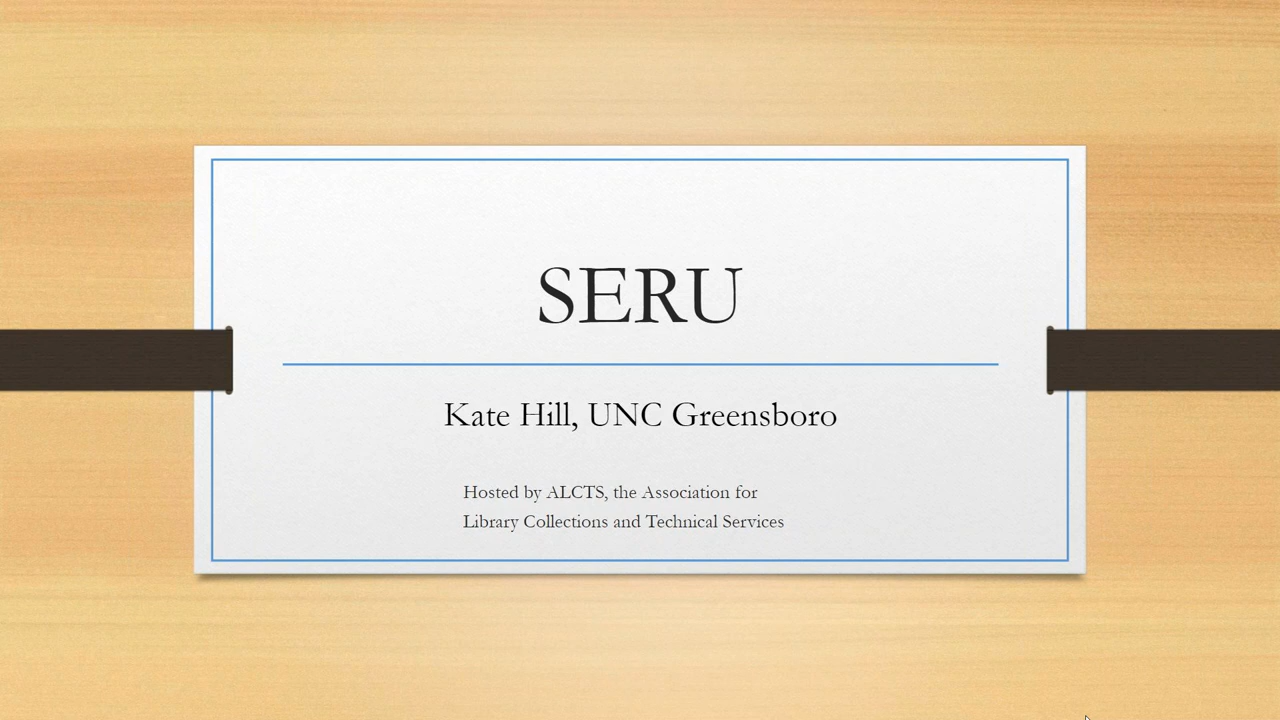 SERU
Kate Hill, UNC Greensboro
Hosted by ALCTS, the Association for
Library Collections and Technical Services